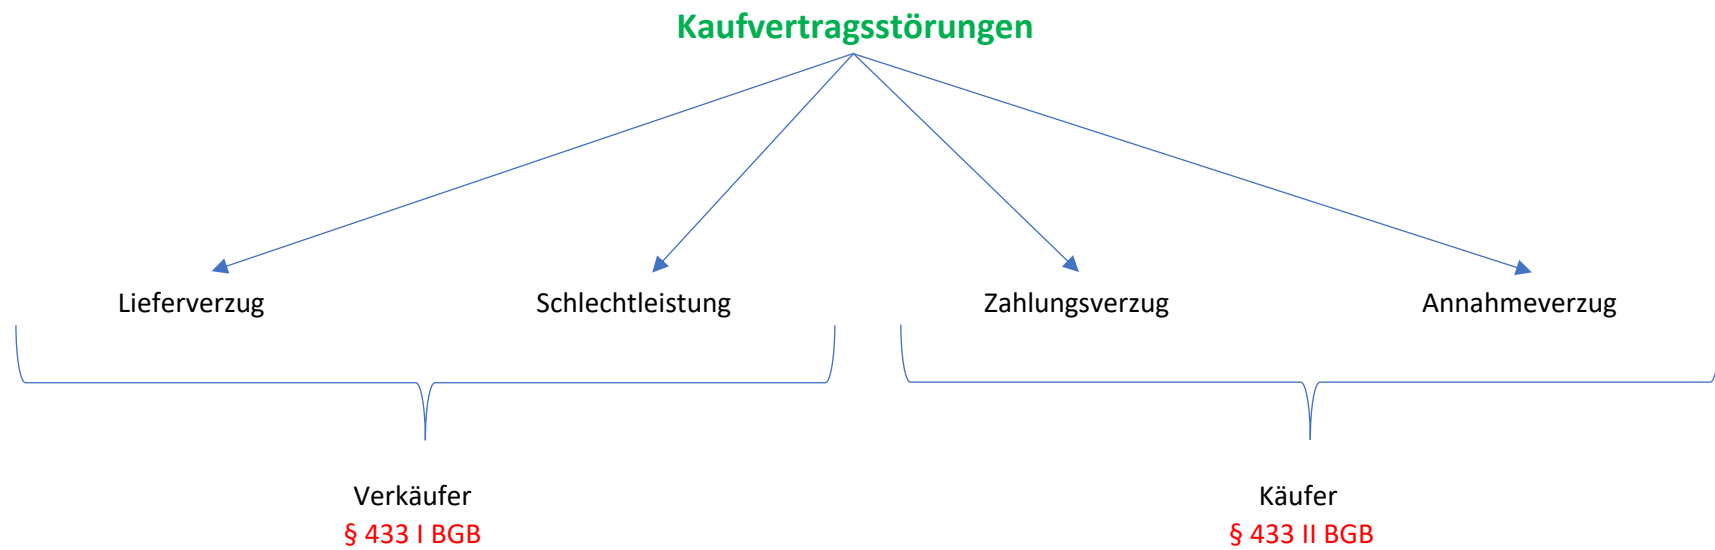 Kaufvertragsstörungen
Lieferverzug
Schlechtleistung
Zahlungsverzug
Annahmeverzug
Verkäufer
§ 433 I BGB
Käufer
§ 433 II BGB